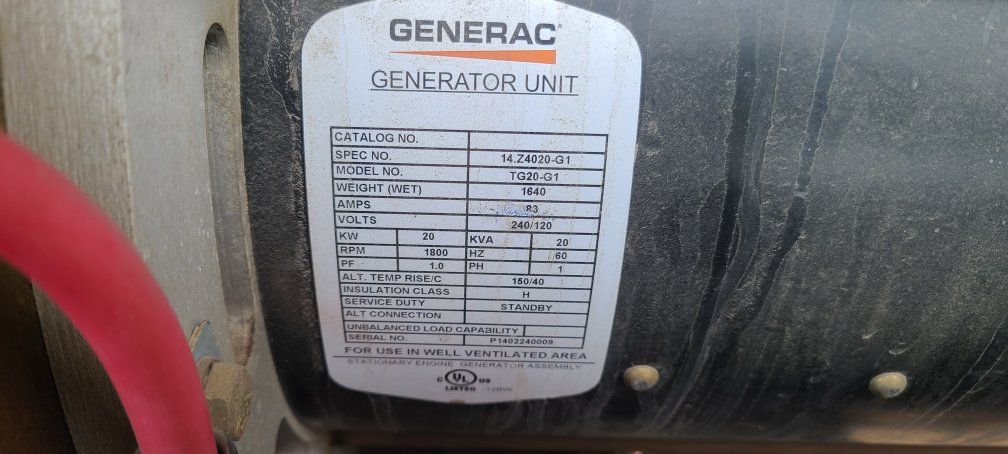 GENERAC
GENERATOR UNIT
CATALOG NO.
SPEC NO. 14.Z4020-G1
MODEL NO. TG20-G1
WEIGHT (WET) 1640
AMPS 83
VOLTS 240/120
KW 20 KVA 20
RPM 1800 HZ 60
PF 1.0 PH 1
ALT. TEMP RISE/C 150/40
INSULATION CLASS H
SERVICE DUTY STANDBY
ALT CONNECTION
UNBALANCED LOAD CAPABILITY
SERIAL NO. P1402240009
FOR USE IN WELL VENTILATED AREA
STATIONARY ENGINE GENERATOR ASSEMBLY
C UL US
LISTED